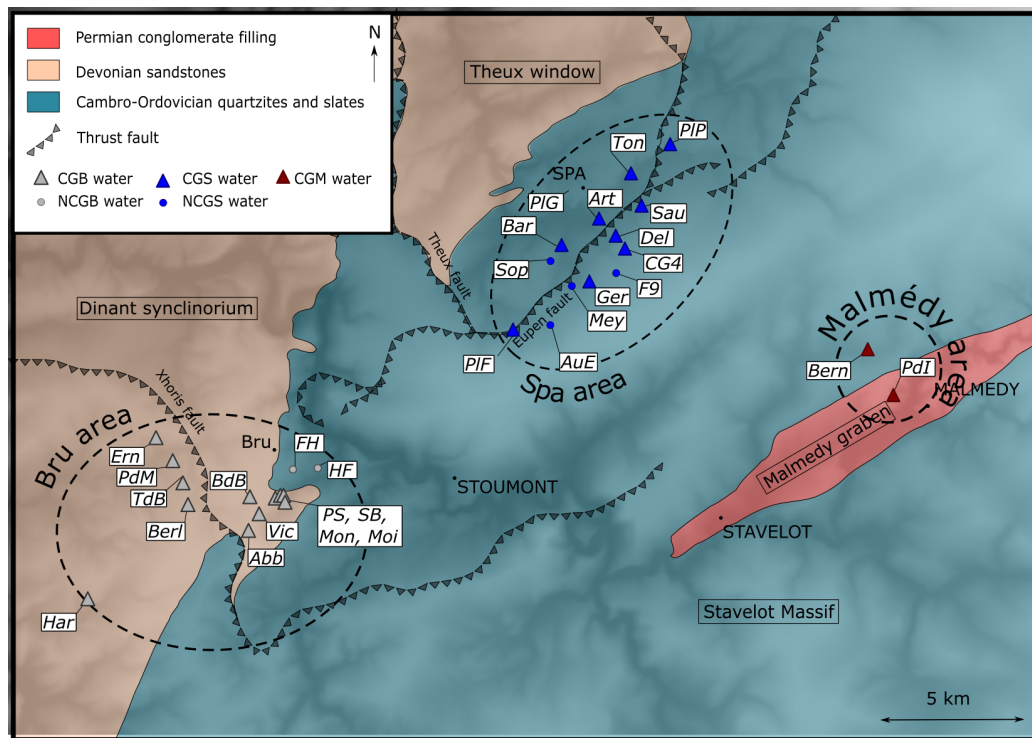 Permian conglomerate filling
Devonian sandstones
Cambro-Ordovician quartzites and slates
Thrust fault
CGB water
CGS water
CGM water
NCGB water
NCGS water
N
Theux window
Ton
PlP
SPA
PlG
Art
Sau
Bar
Del
Sop
CG4
F9
Ger
Mey
Theux fault
Eupen fault
PlF
AuE
Spa area
Dinant synclinorium
Malmédy area
Bern
PdI
MALMEDY
Malmedy graben
STAVELOT
Xhoris fault
Bru area
Bru
FH
HF
Ern
PdM
BdB
TdB
Berl
Vic
PS, SB,
Mon, Moi
Abb
Har
STOUMONT
Stavelot Massif
5 km